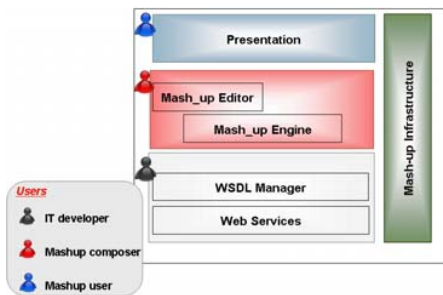 Presentation
Mash_up Editor
Mash_up Engine
WSDL Manager
Web Services
Mash-up Infrastructure
Users
IT developer
Mashup composer
Mashup user